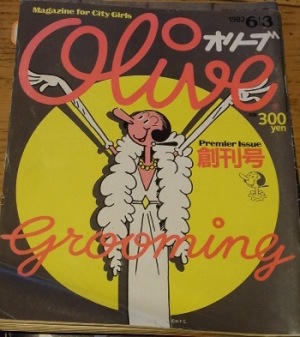 Magazine for City Girls
1982 6/3
Olive
オリーブ
300
yen
Premier Issue
創刊号
Grooming